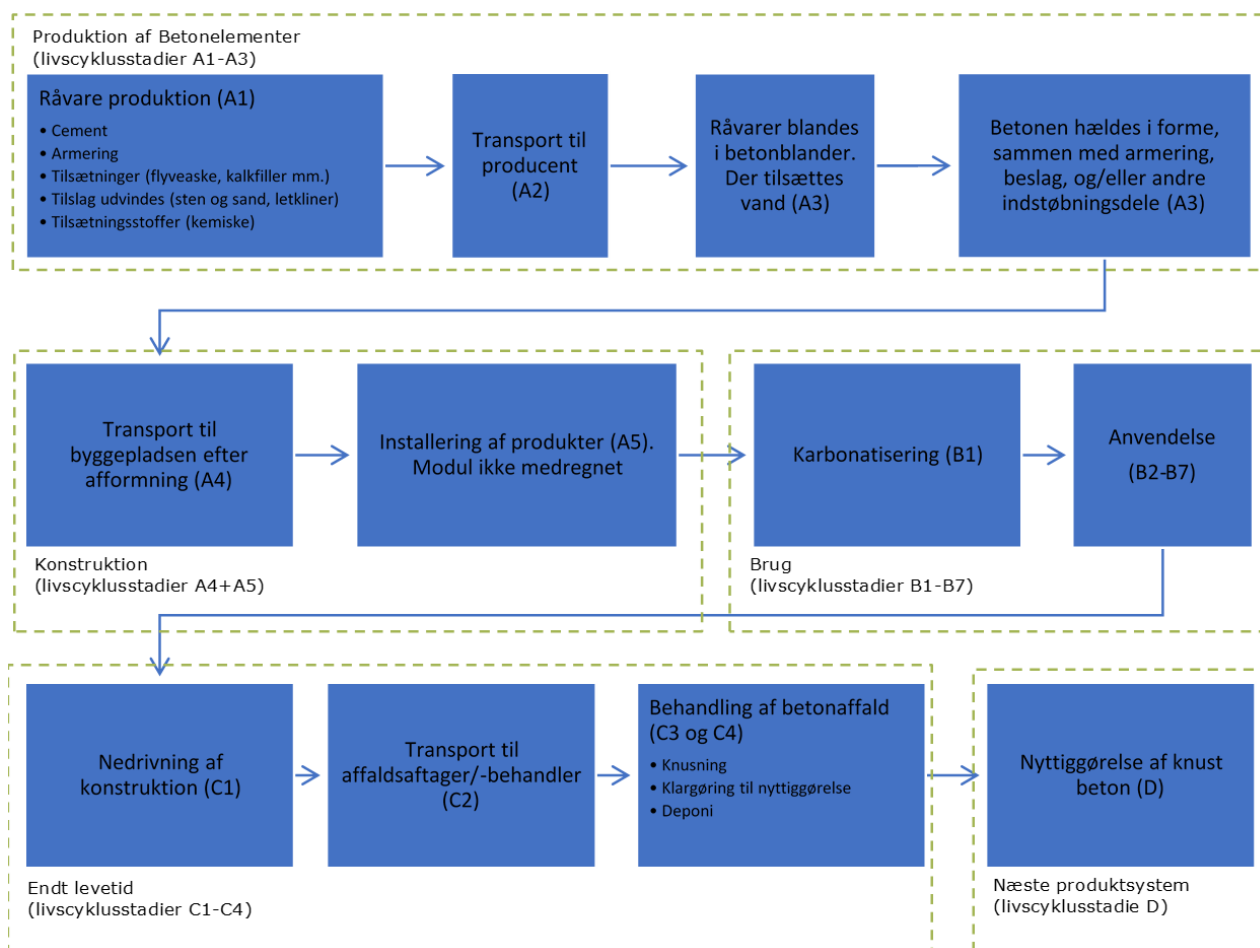 Produktion af Betonelementer
(livscyklusstadier A1-A3)
Råvare produktion (A1)
• Cement
• Armering
• Tilsætninger (flyveaske, kalkfiller mm.)
• Tilslag udvindes (sten og sand, letkliner)
• Tilsætningsstoffer (kemiske)
Transport til
producent
(A2)
Råvarer blandes
i betonblander.
Der tilsættes
vand (A3)
Betonen hældes i forme,
sammen med armering,
beslag, og/eller andre
indstøbningsdele (A3)
Transport til
byggepladsen efter
afformning (A4)
Installering af produkter (A5).
Modul ikke medregnet
Konstruktion
(livscyklusstadier A4+A5)
Karbonatisering (B1)
Anvendelse
(B2-B7)
Brug
(livscyklusstadier B1-B7)
Nedrivning af
konstruktion (C1)
Transport til
affaldsaftager/-behandler
(C2)
Behandling af betonaffald
(C3 og C4)
• Knusning
• Klargøring til nyttiggørelse
• Deponi
Endt levetid
(livscyklusstadier C1-C4)
Nyttiggørelse af knust
beton (D)
Næste produktsystem
(livscyklusstadie D)